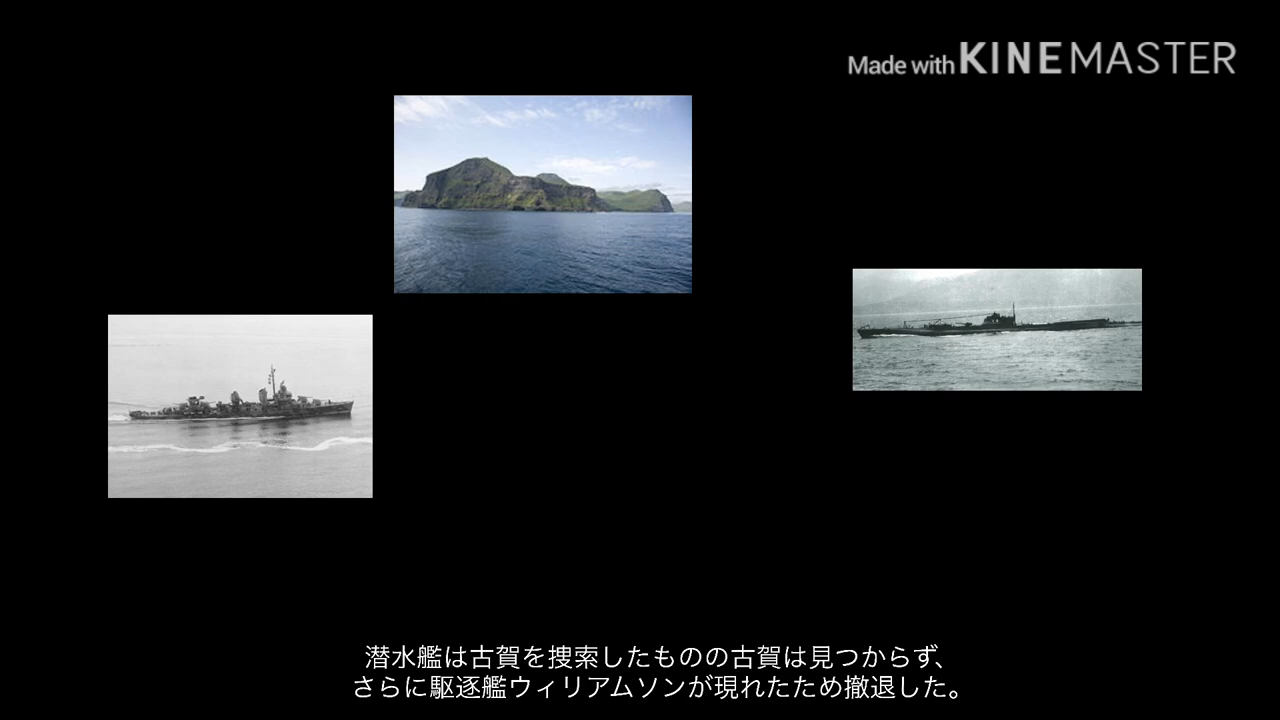 Made with KINEMASTER
潜水艦は古賀を捜索したものの古賀は見つからず、
さらに駆逐艦ウィリアムソンが現れたため撤退した。